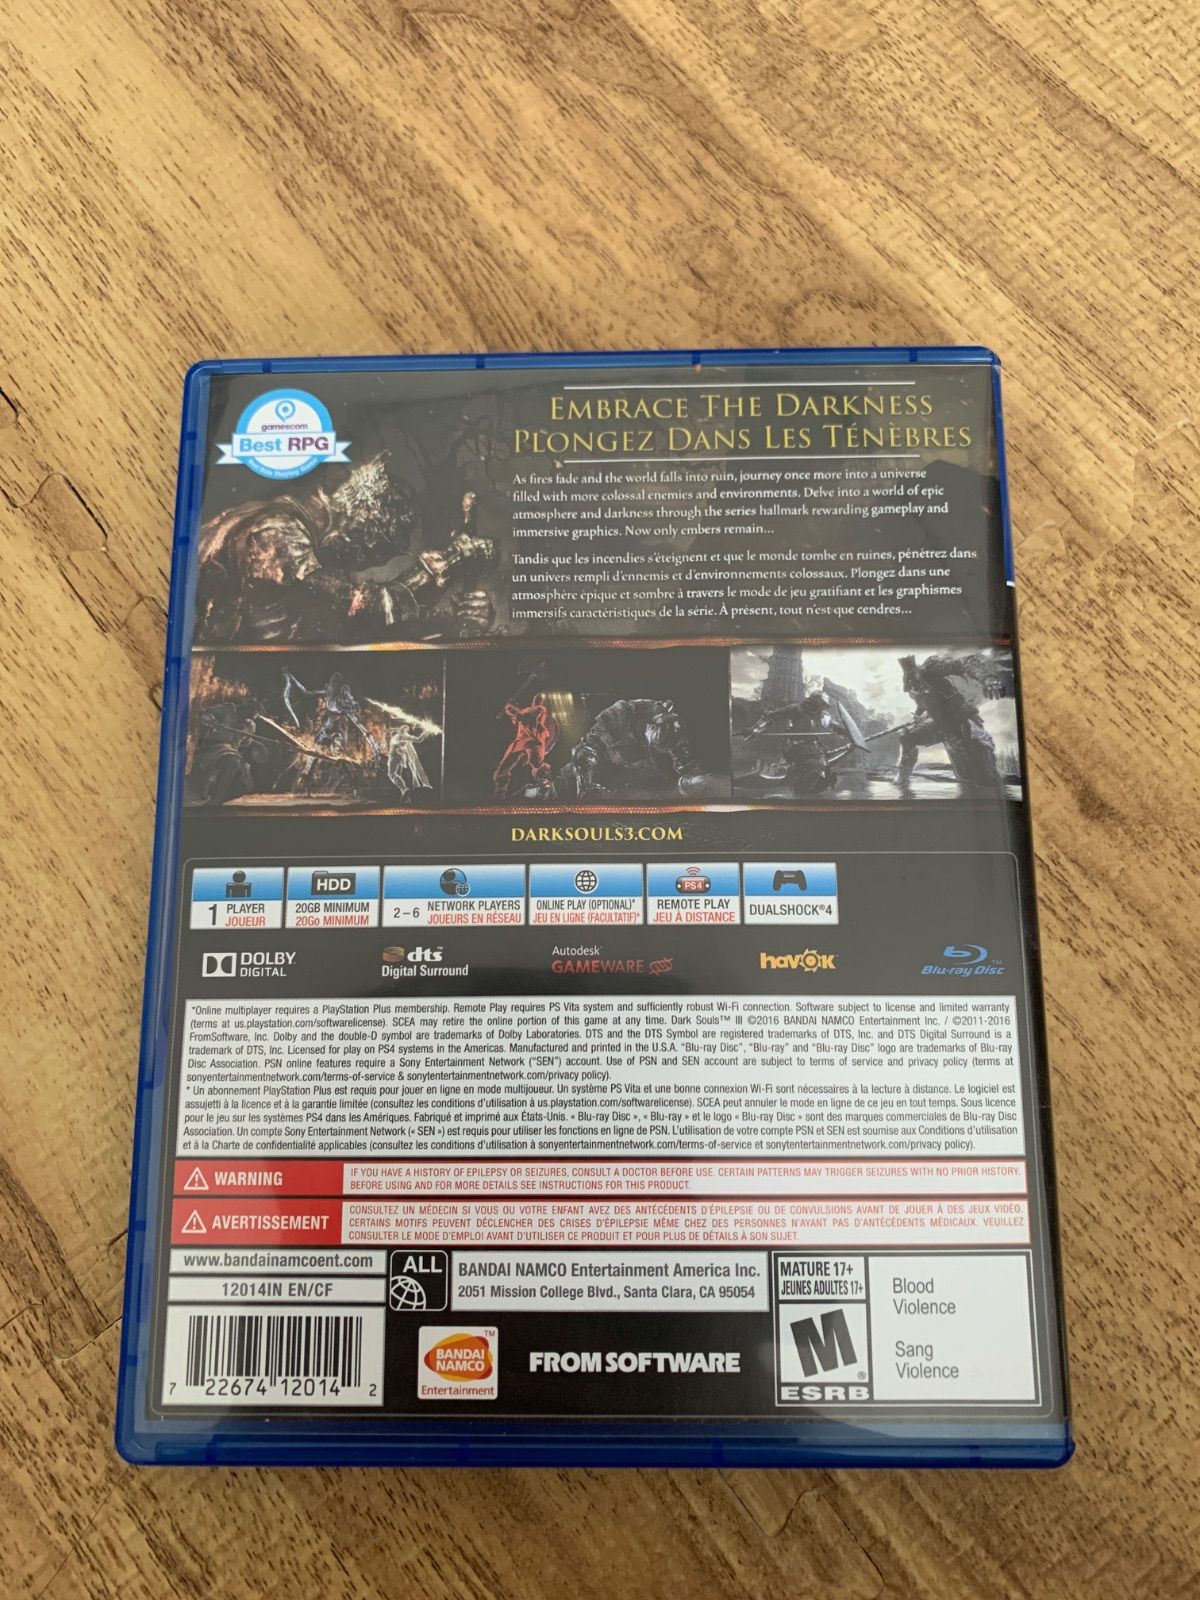 gamescom
Best RPG
EMBRACE THE DARKNESS
PLONGEZ DANS LES TÉNÈBRES
As fires fade and the world falls into ruin, journey once more into a universe
filled with more colossal enemies and environments. Delve into a world of epic
atmosphere and darkness through the series hallmark rewarding gameplay and
immersive graphics. Now only embers remain...
Tandis que les incendies s'éteignent et que le monde tombe en ruines, pénétrez dans
un univers rempli d'ennemis et d'environnements colossaux. Plongez dans une
atmosphère épique et sombre à travers le mode de jeu gratifiant et les graphismes
immersifs caractéristiques de la série. À présent, tout n'est que cendres...
DARKSOULS3.COM
1 PLAYER
JOUEUR
HDD
20GB MINIMUM
20Go MINIMUM
2-6 NETWORK PLAYERS
JOUEURS EN RÉSEAU
ONLINE PLAY (OPTIONAL)*
JEU EN LIGNE (FACULTATIF)*
PS4
REMOTE PLAY
JEU À DISTANCE
DUALSHOCK®4
DOLBY
DIGITAL
dts™
Digital Surround
Autodesk®
GAMEWARE
havok
Blu-ray Disc™
*Online multiplayer requires a PlayStation Plus membership. Remote Play requires PS Vita system and sufficiently robust Wi-Fi connection. Software subject to license and limited warranty
(terms at us.playstation.com/softwarelicense). SCEA may retire the online portion of this game at any time. Dark Souls™ III ©2016 BANDAI NAMCO Entertainment Inc. / ©2011-2016
FromSoftware, Inc. Dolby and the double-D symbol are trademarks of Dolby Laboratories. DTS and the DTS Symbol are registered trademarks of DTS, Inc. and DTS Digital Surround is a
trademark of DTS, Inc. Licensed for play on PS4 systems in the Americas. Manufactured and printed in the U.S.A. "Blu-ray Disc", "Blu-ray" and "Blu-ray Disc" logo are trademarks of Blu-ray
Disc Association. PSN online features require a Sony Entertainment Network ("SEN") account. Use of PSN and SEN account are subject to terms of service and privacy policy (terms at
sonyentertainmentnetwork.com/terms-of-service & sonytentertainmentnetwork.com/privacy policy).
* Un abonnement PlayStation Plus est requis pour jouer en ligne en mode multijoueur. Un système PS Vita et une bonne connexion Wi-Fi sont nécessaires à la lecture à distance. Le logiciel est
assujetti à la licence et à la garantie limitée (consultez les conditions d'utilisation à us.playstation.com/softwarelicense). SCEA peut annuler le mode en ligne de ce jeu en tout temps. Sous licence
pour le jeu sur les systèmes PS4 dans les Amériques. Fabriqué et imprimé aux États-Unis. « Blu-ray Disc », « Blu-ray » et le logo « Blu-ray Disc » sont des marques commerciales de Blu-ray Disc
Association. Un compte Sony Entertainment Network (« SEN ») est requis pour utiliser les fonctions en ligne de PSN. L'utilisation de votre compte PSN et SEN est soumise aux Conditions d'utilisation
et à la Charte de confidentialité applicables (consultez les conditions d'utilisation à sonyentertainmentnetwork.com/terms-of-service et sonytentertainmentnetwork.com/privacy policy).
WARNING
IF YOU HAVE A HISTORY OF EPILEPSY OR SEIZURES, CONSULT A DOCTOR BEFORE USE. CERTAIN PATTERNS MAY TRIGGER SEIZURES WITH NO PRIOR HISTORY.
BEFORE USING AND FOR MORE DETAILS SEE INSTRUCTIONS FOR THIS PRODUCT.
AVERTISSEMENT
CONSULTEZ UN MÉDECIN SI VOUS OU VOTRE ENFANT AVEZ DES ANTÉCÉDENTS D'ÉPILEPSIE OU DE CONVULSIONS AVANT DE JOUER À DES JEUX VIDÉO.
CERTAINS MOTIFS PEUVENT DÉCLENCHER DES CRISES D'ÉPILEPSIE MÊME CHEZ DES PERSONNES N'AYANT PAS D'ANTÉCÉDENTS MÉDICAUX. VEUILLEZ
CONSULTER LE MODE D'EMPLOI AVANT D'UTILISER CE PRODUIT ET POUR PLUS DE DÉTAILS À SON SUJET.
www.bandainamcoent.com
12014IN EN/CF
7 22674 12014 2
ALL
BANDAI NAMCO Entertainment America Inc.
2051 Mission College Blvd., Santa Clara, CA 95054
BANDAI
NAMCO
™
Entertainment
FROMSOFTWARE
MATURE 17+
JEUNES ADULTES 17+
M
®
ESRB
Blood
Violence
Sang
Violence